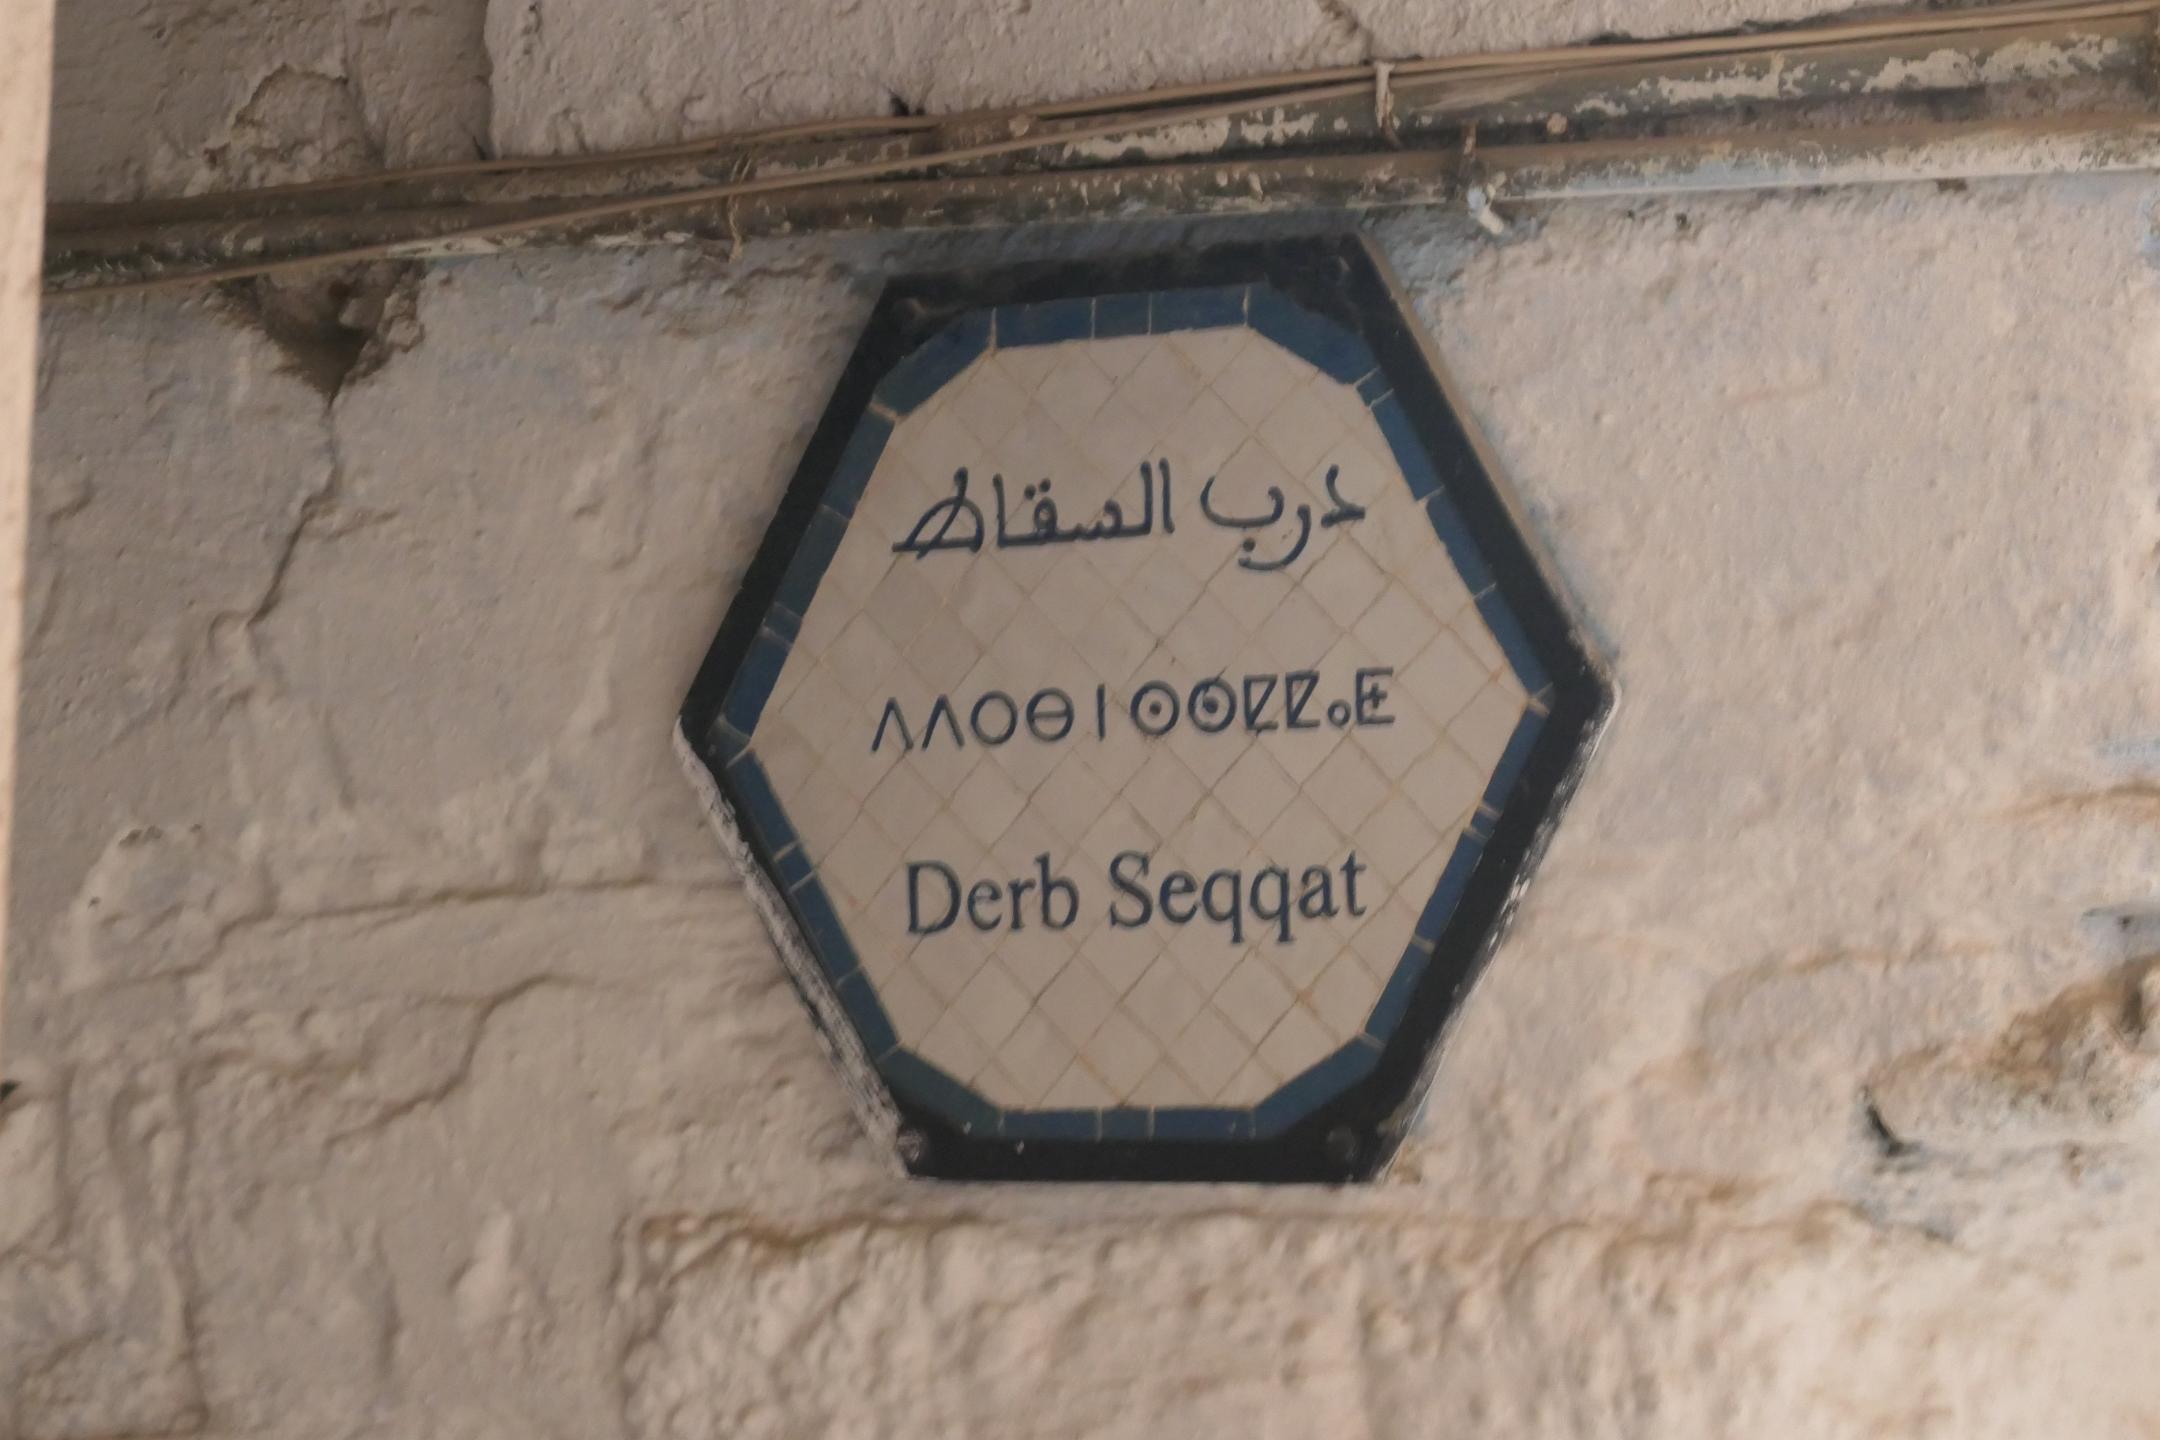 درب السقاط
ⴷⴷⵔⴱ ⵏ ⵙⵙⵇⵇⴰⵟ
Derb Seqqat